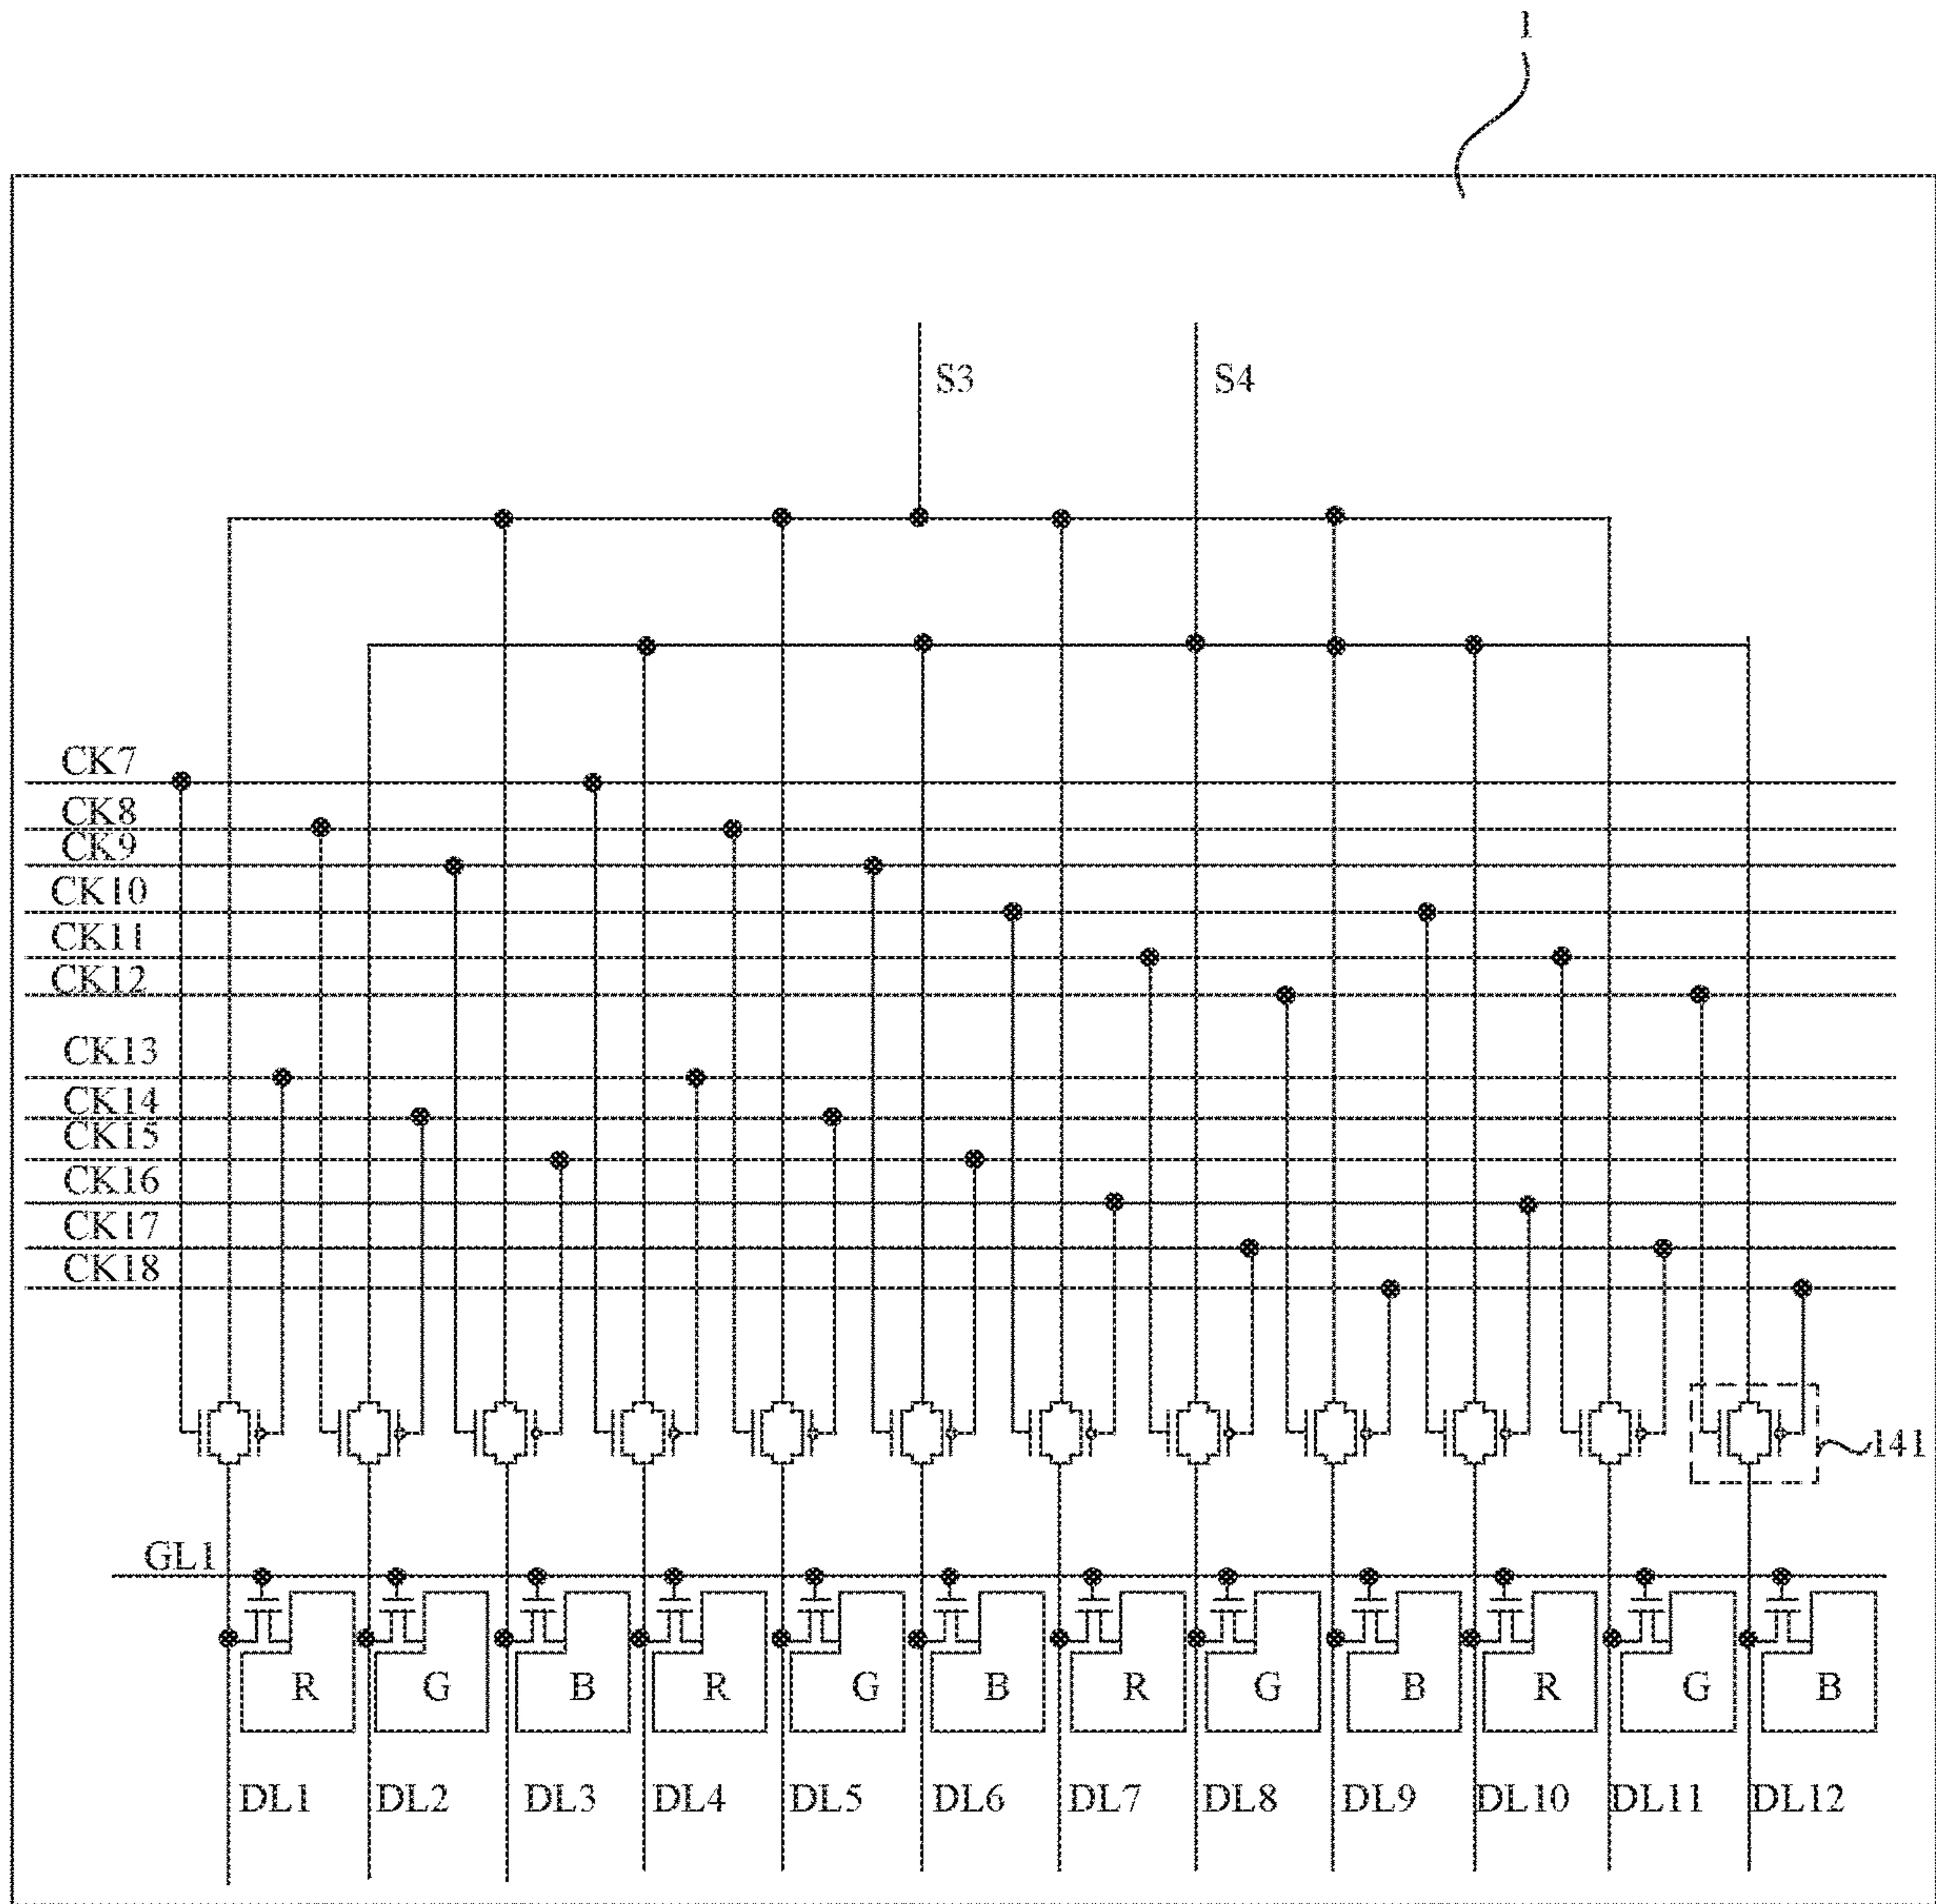 1
S3 S4
CK7
CK8
CK9
CK10
CK11
CK12
CK13
CK14
CK15
CK16
CK17
CK18
141
GL1
R G B R G B R G B R G B
DL1 DL2 DL3 DL4 DL5 DL6 DL7 DL8 DL9 DL10 DL11 DL12